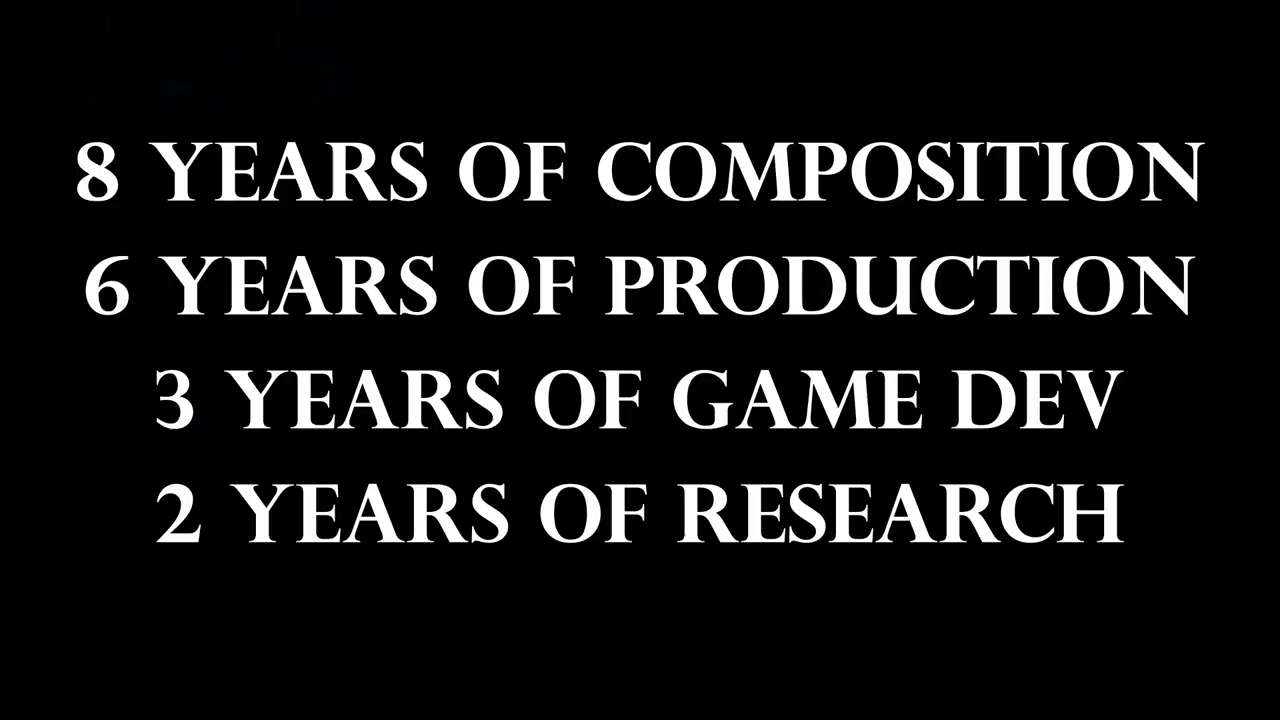 8 YEARS OF COMPOSITION
6 YEARS OF PRODUCTION
3 YEARS OF GAME DEV
2 YEARS OF RESEARCH